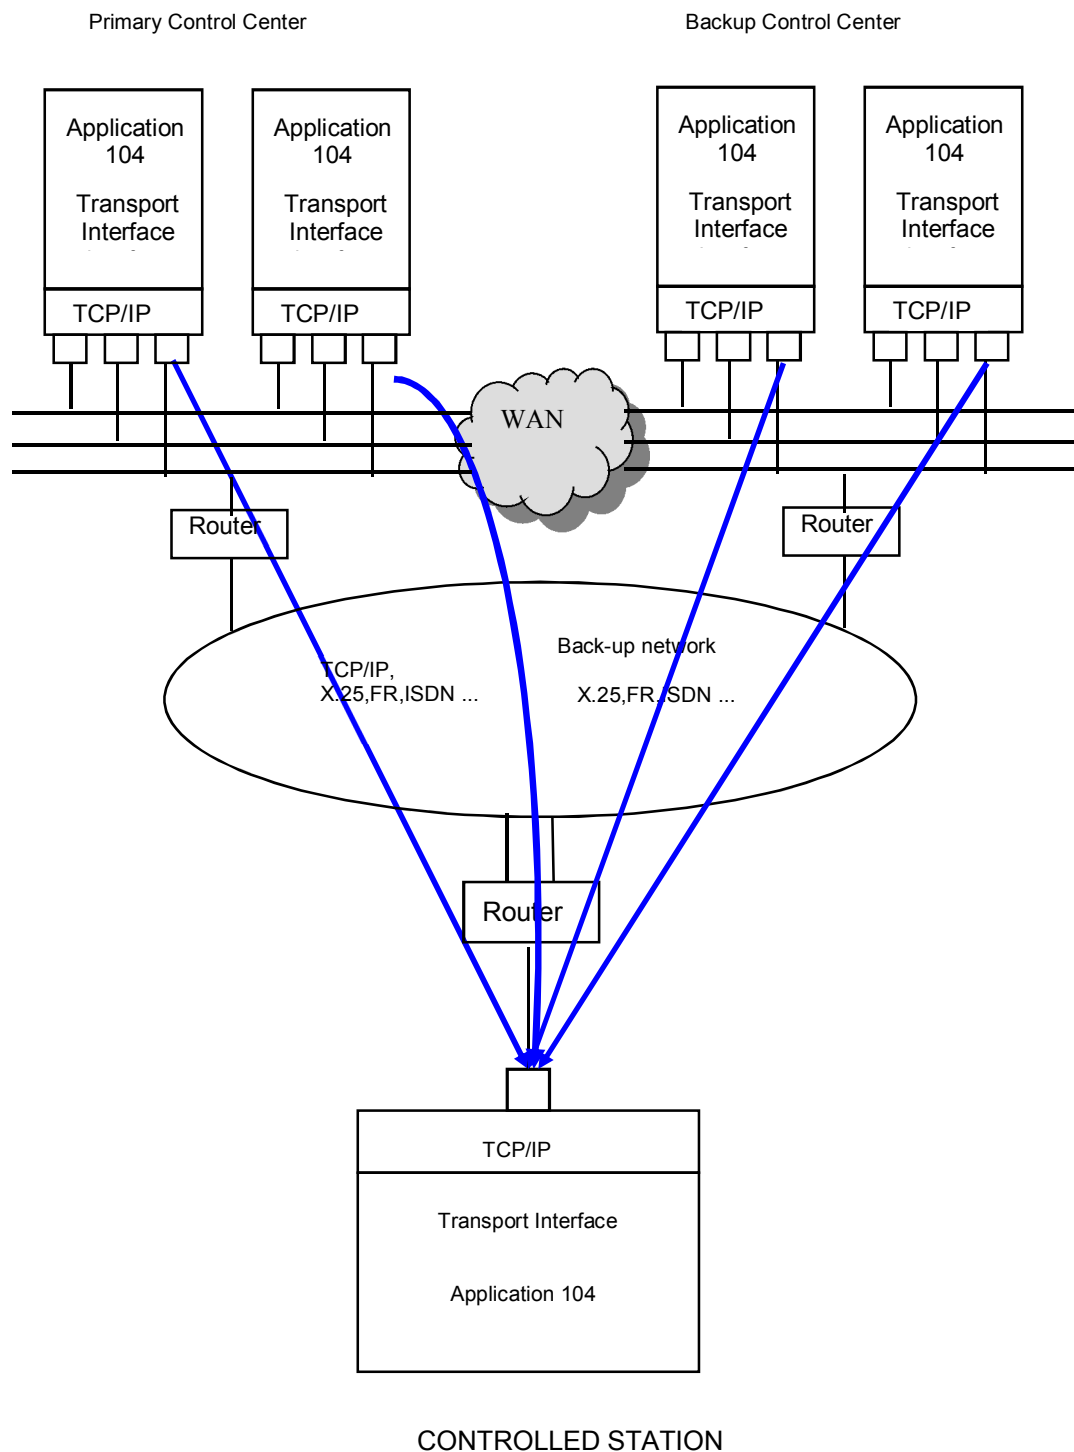 Primary Control Center
Backup Control Center
Application
104
Transport
Interface
TCP/IP
Application
104
Transport
Interface
TCP/IP
Application
104
Transport
Interface
TCP/IP
Application
104
Transport
Interface
TCP/IP
WAN
Router
Router
Back-up network
TCP/IP,
X.25,FR,ISDN ...
X.25,FR,ISDN ...
Router
TCP/IP
Transport Interface
Application 104
CONTROLLED STATION